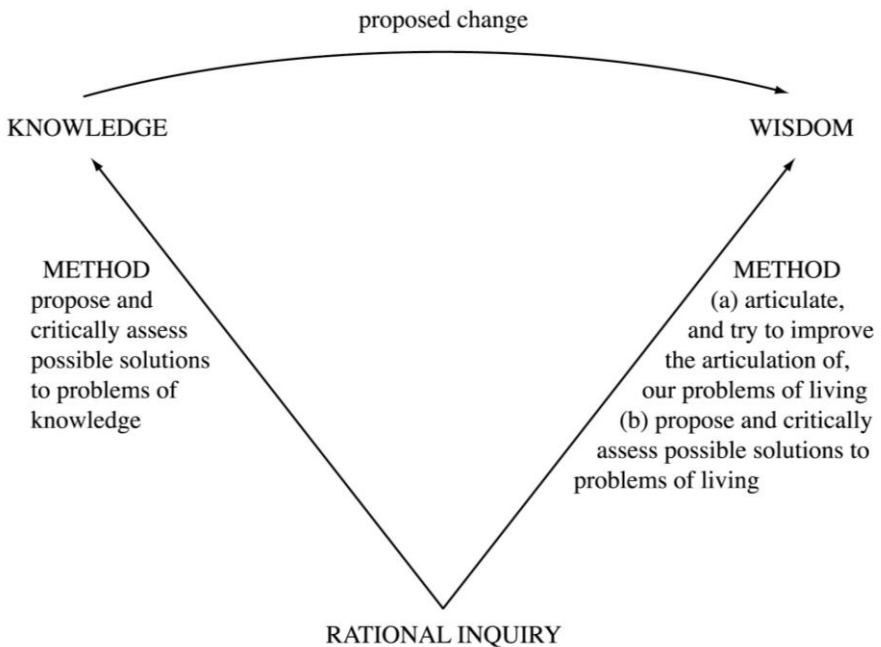 proposed change
KNOWLEDGE
WISDOM
METHOD
propose and
critically assess
possible solutions
to problems of
knowledge
METHOD
(a) articulate,
and try to improve
the articulation of,
our problems of living
(b) propose and critically
assess possible solutions to
problems of living
RATIONAL INQUIRY